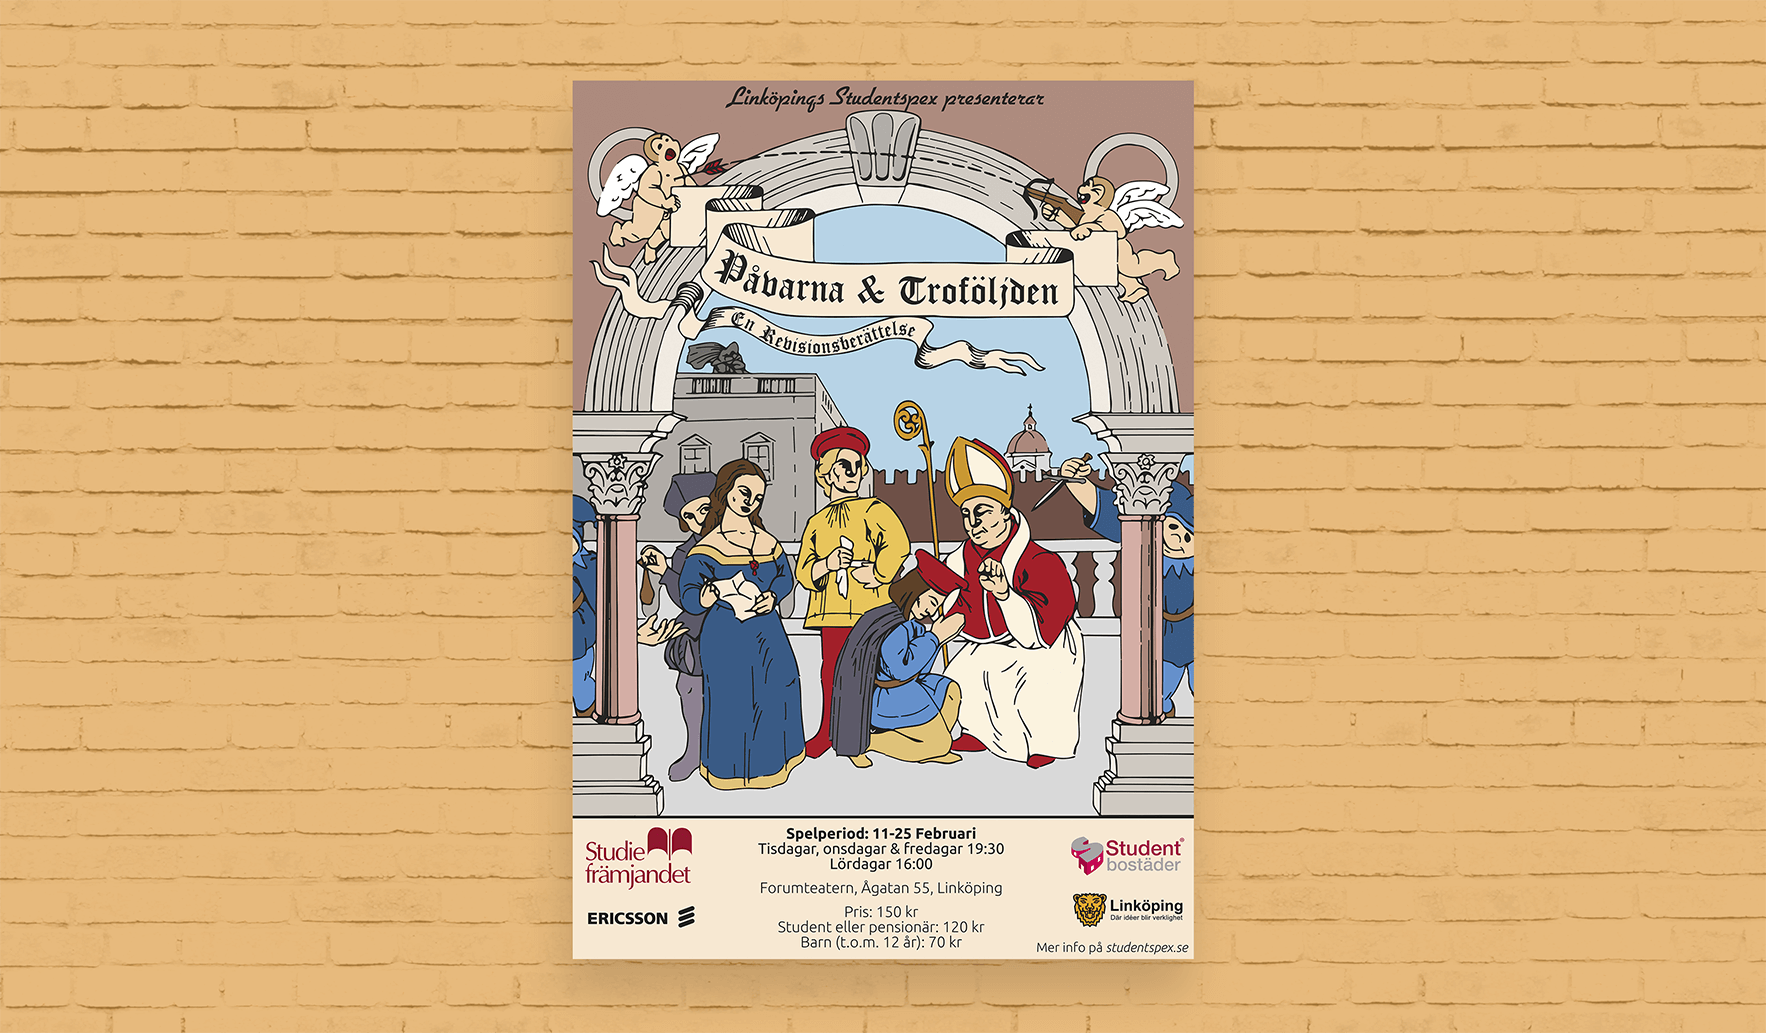 Linköpings Studentspex presenterar
Påvarna & Troföljden
En Revisionsberättelse
Studie
främjandet
ERICSSON
Spelperiod: 11-25 Februari
Tisdagar, onsdagar & fredagar 19:30
Lördagar 16:00
Forumteatern, Ågatan 55, Linköping
Pris: 150 kr
Student eller pensionär: 120 kr
Barn (t.o.m. 12 år): 70 kr
Student®
bostäder
Linköping
Där idéer blir verklighet
Mer info på studentspex.se